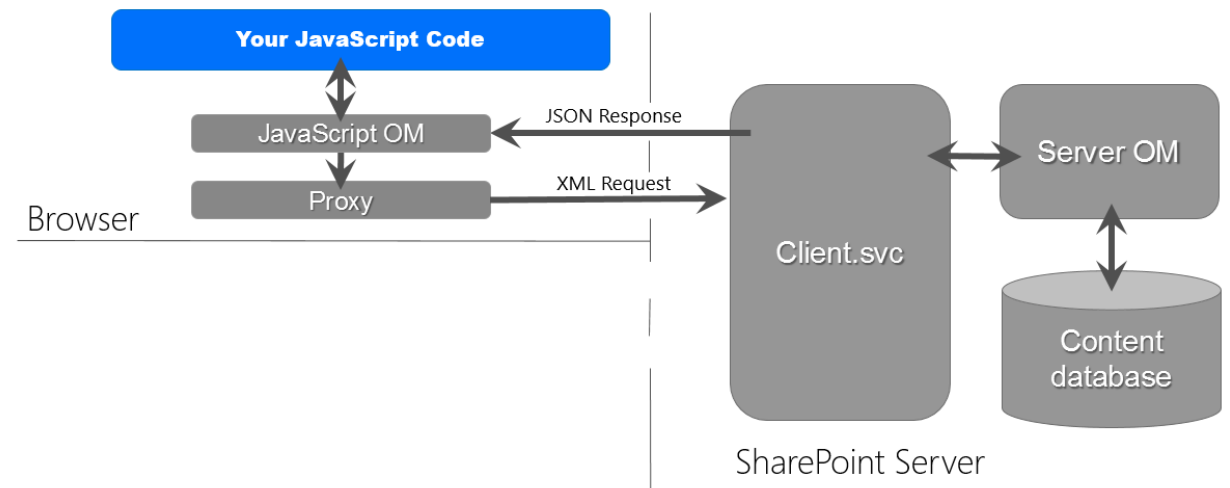 Your JavaScript Code
JavaScript OM
JSON Response
Proxy
XML Request
Browser
Client.svc
Server OM
Content
database
SharePoint Server